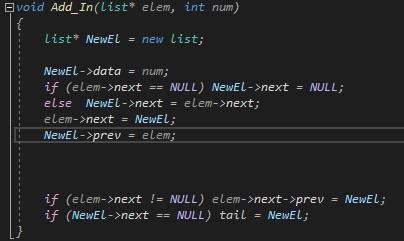 void Add_In(list* elem, int num)
{
list* NewEl = new list;
NewEl->data = num;
if (elem->next == NULL) NewEl->next = NULL;
else  NewEl->next = elem->next;
elem->next = NewEl;
NewEl->prev = elem;
if (elem->next != NULL) elem->next->prev = NewEl;
if (NewEl->next == NULL) tail = NewEl;
}